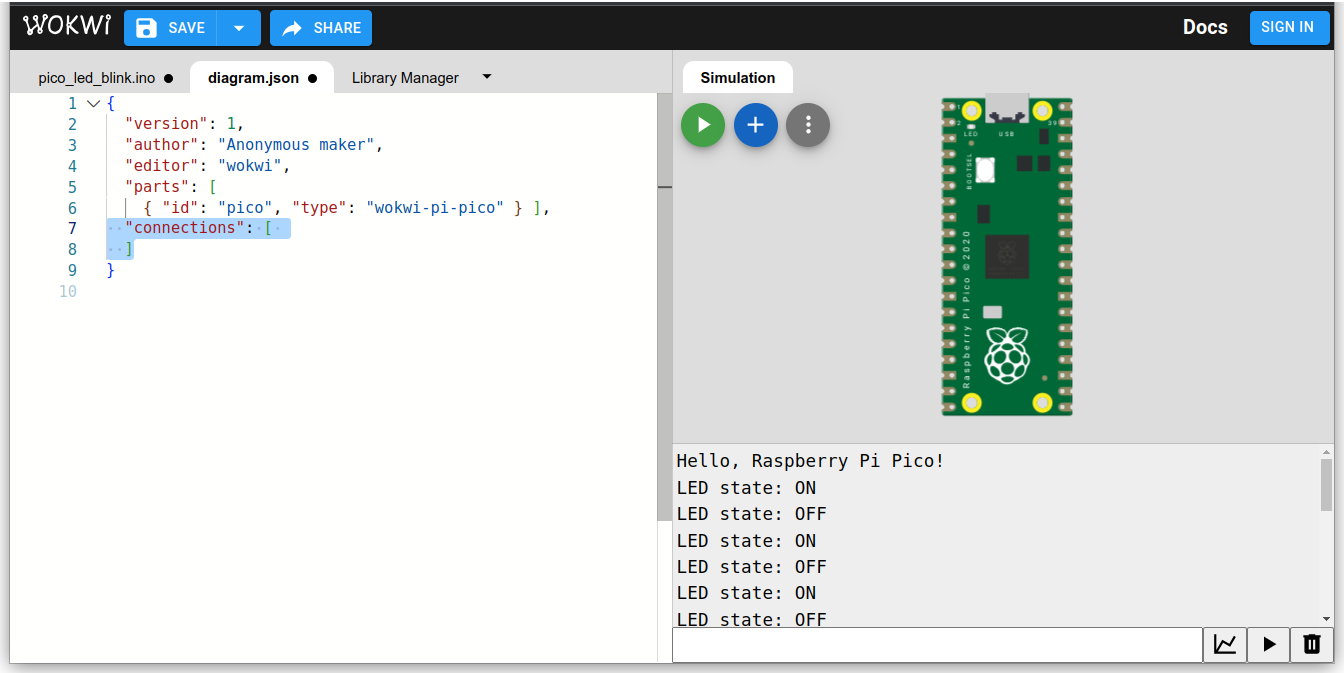 WOKWI SAVE SHARE Docs SIGN IN
pico_led_blink.ino ● diagram.json ● Library Manager
Simulation
1 {
2 "version": 1,
3 "author": "Anonymous maker",
4 "editor": "wokwi",
5 "parts": [
6 { "id": "pico", "type": "wokwi-pi-pico" } ],
7 "connections": [
8 ]
9 }
10
1
2
39
LED
USB
BOOTSEL
Raspberry Pi Pico ©2020
Hello, Raspberry Pi Pico!
LED state: ON
LED state: OFF
LED state: ON
LED state: OFF
LED state: ON
LED state: OFF